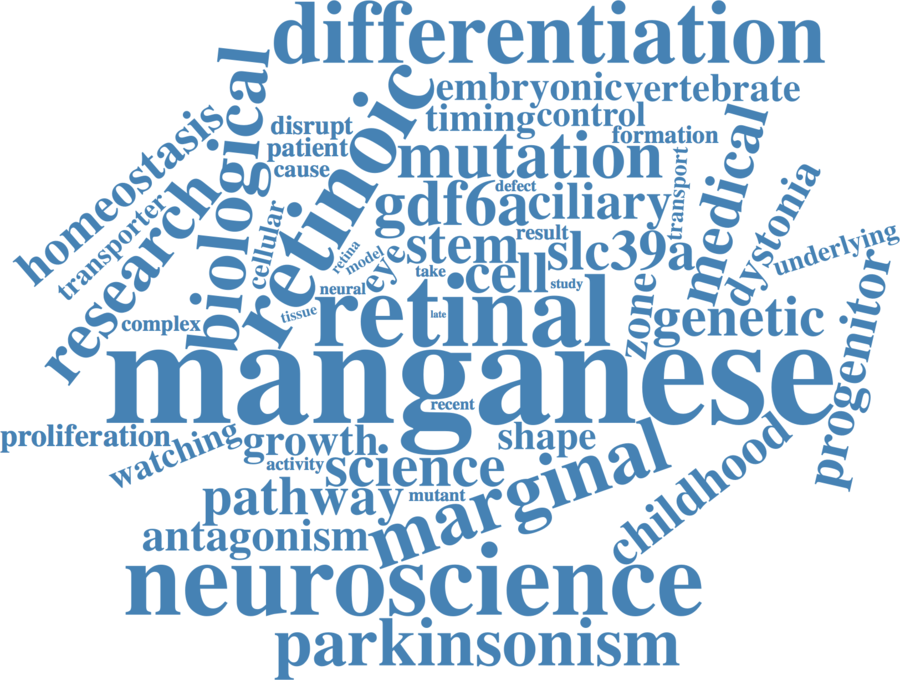 differentiation
biological
retinoic
embryonic
vertebrate
homeostasis
disrupt
timing
control
formation
patient
mutation
medical
cause
research
transporter
transport
defect
gdf6a
ciliary
dystonia
cellular
retina
model
eye
stem
result
slc39a
underlying
take
cell
neural
study
progenitor
tissue
retinal
late
zone
genetic
complex
manganese
recent
proliferation
watching
growth
shape
activity
science
marginal
childhood
pathway
mutant
antagonism
neuroscience
parkinsonism